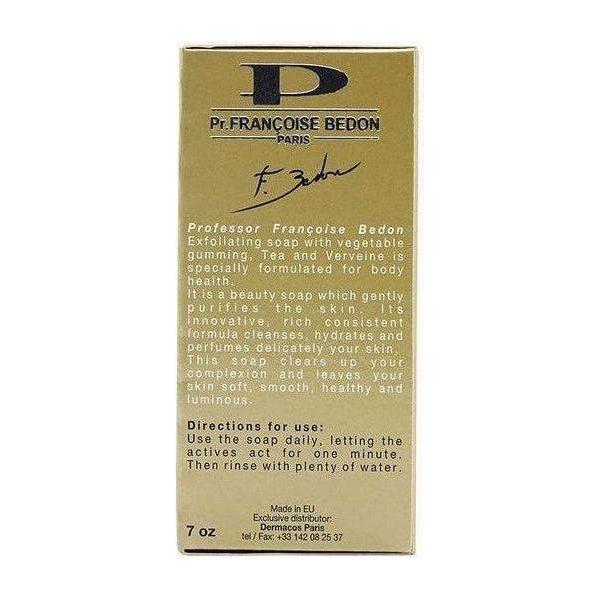 P
Pr.FRANÇOISE BEDON
PARIS
F. Bedon
Professor Françoise Bedon
Exfoliating soap with vegetable
gumming, Tea and Verveine is
specially formulated for body
health.
It is a beauty soap which gently
purifies the skin. Its
innovative, rich consistent
formula cleanses, hydrates and
perfumes delicately your skin.
This soap clears up your
complexion and leaves your
skin soft, smooth, healthy and
luminous.
Directions for use:
Use the soap daily, letting the
actives act for one minute.
Then rinse with plenty of water.
Made in EU
Exclusive distributor:
Dermacos Paris
tel / Fax: +33 142 08 25 37
7 oz